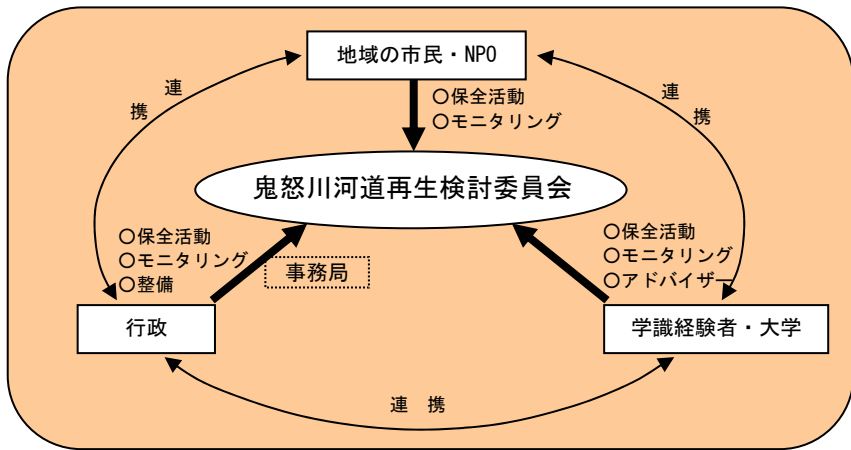 地域の市民・NPO
連携
連携
○保全活動
○モニタリング
鬼怒川河道再生検討委員会
○保全活動
○モニタリング
○整備
事務局
○保全活動
○モニタリング
○アドバイザー
行政
学識経験者・大学
連 携